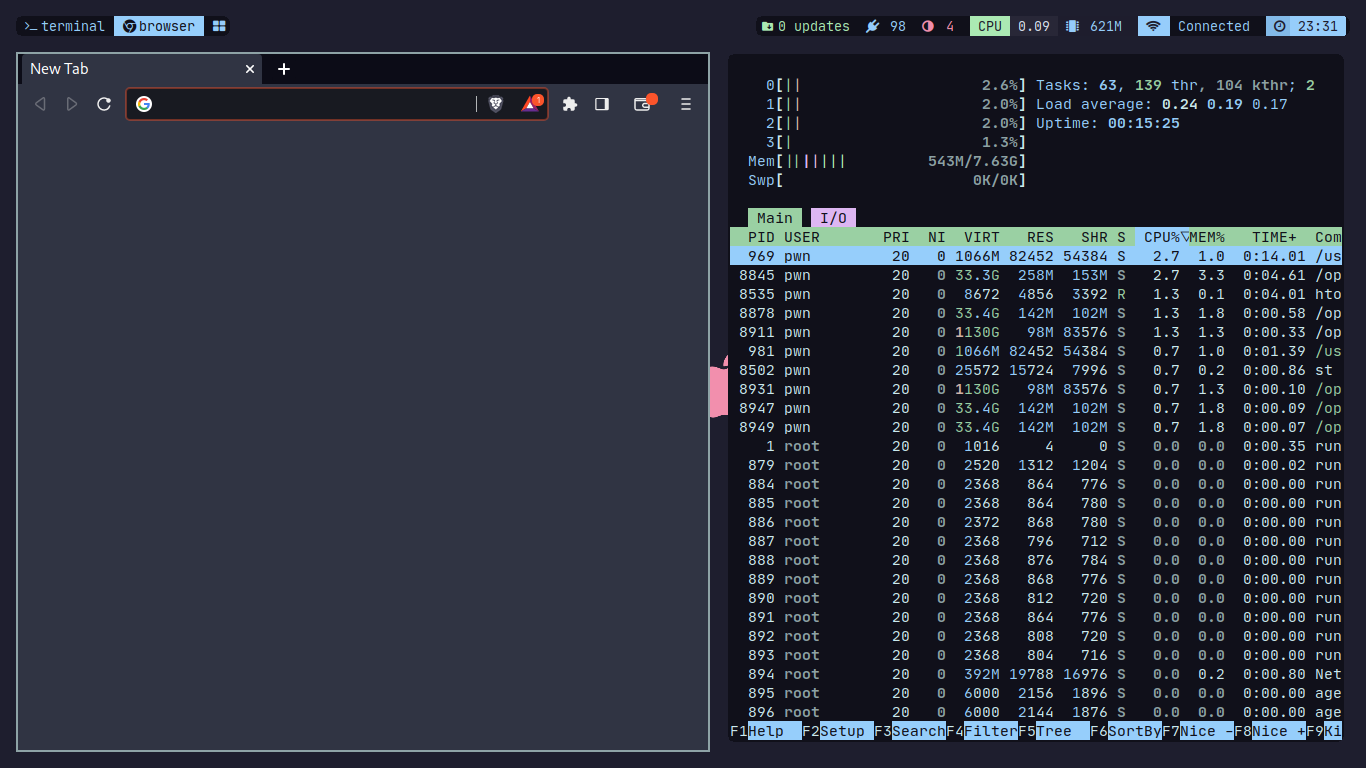 >_ terminal browser 0 updates 98 4 CPU 0.09 621M Connected 23:31
New Tab
1
0[|| 2.6%] Tasks: 63, 139 thr, 104 kthr; 2
1[|| 2.0%] Load average: 0.24 0.19 0.17
2[|| 2.0%] Uptime: 00:15:25
3[| 1.3%]
Mem[||||||| 543M/7.63G]
Swp[ 0K/0K]
Main I/O
PID USER PRI NI VIRT RES SHR S CPU%▽MEM% TIME+ Com
969 pwn 20 0 1066M 82452 54384 S 2.7 1.0 0:14.01 /us
8845 pwn 20 0 33.3G 258M 153M S 2.7 3.3 0:04.61 /op
8535 pwn 20 0 8672 4856 3392 R 1.3 0.1 0:04.01 hto
8878 pwn 20 0 33.4G 142M 102M S 1.3 1.8 0:00.58 /op
8911 pwn 20 0 1130G 98M 83576 S 1.3 1.3 0:00.33 /op
981 pwn 20 0 1066M 82452 54384 S 0.7 1.0 0:01.39 /us
8502 pwn 20 0 25572 15724 7996 S 0.7 0.2 0:00.86 st
8931 pwn 20 0 1130G 98M 83576 S 0.7 1.3 0:00.10 /op
8947 pwn 20 0 33.4G 142M 102M S 0.7 1.8 0:00.09 /op
8949 pwn 20 0 33.4G 142M 102M S 0.7 1.8 0:00.07 /op
1 root 20 0 1016 4 0 S 0.0 0.0 0:00.35 run
879 root 20 0 2520 1312 1204 S 0.0 0.0 0:00.02 run
884 root 20 0 2368 864 776 S 0.0 0.0 0:00.00 run
885 root 20 0 2368 864 780 S 0.0 0.0 0:00.00 run
886 root 20 0 2372 868 780 S 0.0 0.0 0:00.00 run
887 root 20 0 2368 796 712 S 0.0 0.0 0:00.00 run
888 root 20 0 2368 876 784 S 0.0 0.0 0:00.00 run
889 root 20 0 2368 868 776 S 0.0 0.0 0:00.00 run
890 root 20 0 2368 812 720 S 0.0 0.0 0:00.00 run
891 root 20 0 2368 864 776 S 0.0 0.0 0:00.00 run
892 root 20 0 2368 808 720 S 0.0 0.0 0:00.00 run
893 root 20 0 2368 804 716 S 0.0 0.0 0:00.00 run
894 root 20 0 392M 19788 16976 S 0.0 0.2 0:00.80 Net
895 root 20 0 6000 2156 1896 S 0.0 0.0 0:00.00 age
896 root 20 0 6000 2144 1876 S 0.0 0.0 0:00.00 age
F1Help F2Setup F3SearchF4FilterF5Tree F6SortByF7Nice -F8Nice +F9Ki